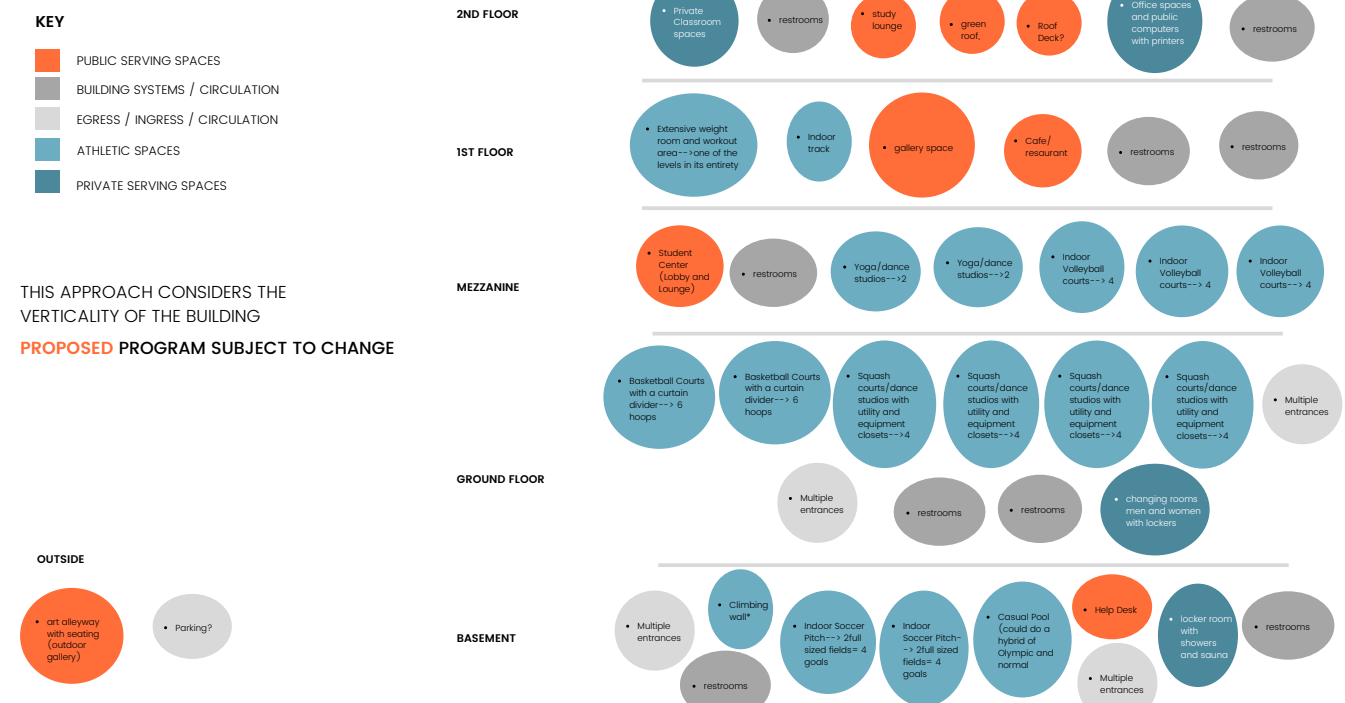 KEY
PUBLIC SERVING SPACES
BUILDING SYSTEMS / CIRCULATION
EGRESS / INGRESS / CIRCULATION
ATHLETIC SPACES
PRIVATE SERVING SPACES
THIS APPROACH CONSIDERS THE
VERTICALITY OF THE BUILDING
PROPOSED PROGRAM SUBJECT TO CHANGE
OUTSIDE
• art alleyway
with seating
(outdoor
gallery)
• Parking?
2ND FLOOR
• Private
Classroom
spaces
• restrooms
• study
lounge
• green
roof,
• Roof
Deck?
• Office spaces
and public
computers
with printers
• restrooms
1ST FLOOR
• Extensive weight
room and workout
area-->one of the
levels in its entirety
• Indoor
track
• gallery space
• Cafe/
resaurant
• restrooms
• restrooms
MEZZANINE
• Student
Center
(Lobby and
Lounge)
• restrooms
• Yoga/dance
studios-->2
• Yoga/dance
studios-->2
• Indoor
Volleyball
courts--> 4
• Indoor
Volleyball
courts--> 4
• Indoor
Volleyball
courts--> 4
GROUND FLOOR
• Basketball Courts
with a curtain
divider--> 6
hoops
• Basketball Courts
with a curtain
divider--> 6
hoops
• Squash
courts/dance
studios with
utility and
equipment
closets-->4
• Squash
courts/dance
studios with
utility and
equipment
closets-->4
• Squash
courts/dance
studios with
utility and
equipment
closets-->4
• Squash
courts/dance
studios with
utility and
equipment
closets-->4
• Multiple
entrances
• Multiple
entrances
• restrooms
• restrooms
• changing rooms
men and women
with lockers
BASEMENT
• Multiple
entrances
• restrooms
• Climbing
wall*
• Indoor Soccer
Pitch--> 2full
sized fields= 4
goals
• Indoor
Soccer Pitch-
-> 2full sized
fields= 4
goals
• Casual Pool
(could do a
hybrid of
Olympic and
normal
• Help Desk
• Multiple
entrances
• locker room
with
showers
and sauna
• restrooms